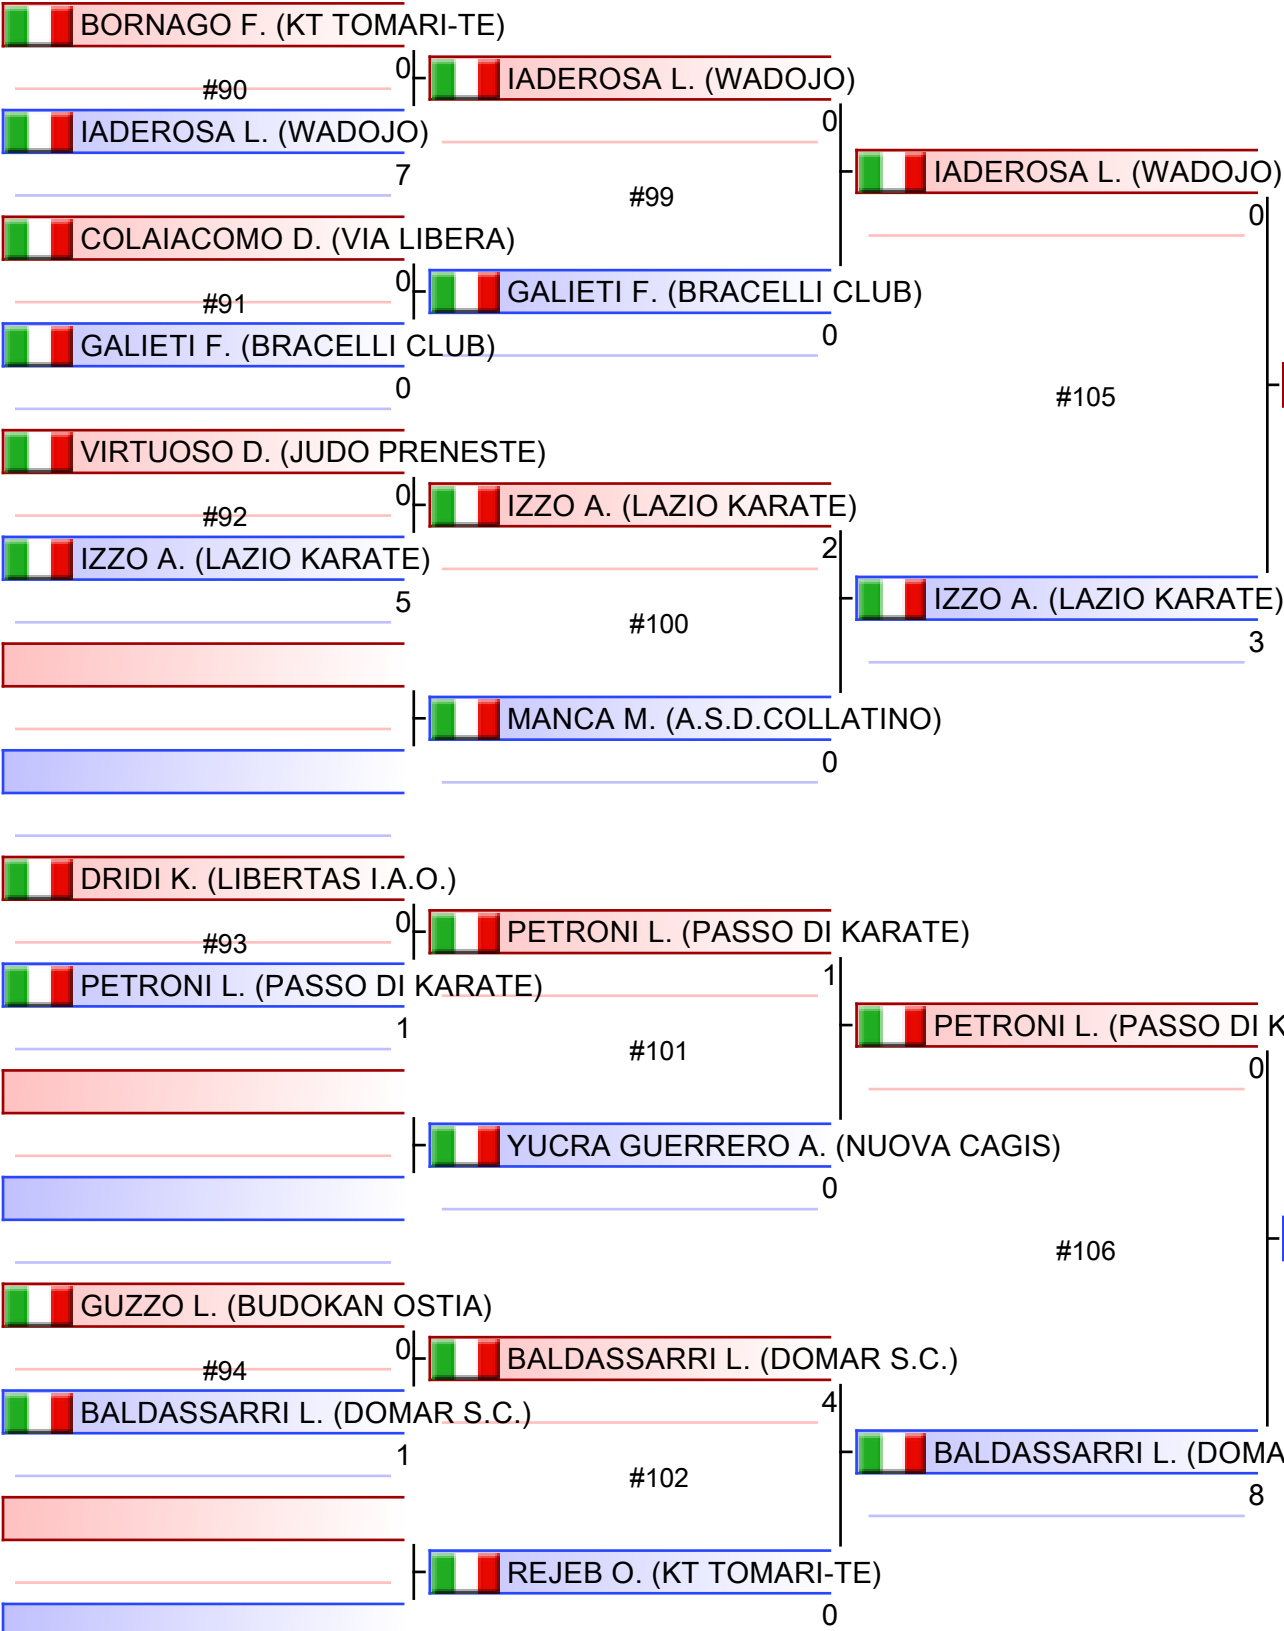 BORNAGO F. (KT TOMARI-TE)
0
#90
IADEROSA L. (WADOJO)
7
COLAIACOMO D. (VIA LIBERA)
0
#91
GALIETI F. (BRACELLI CLUB)
0
VIRTUOSO D. (JUDO PRENESTE)
0
#92
IZZO A. (LAZIO KARATE)
5
DRIDI K. (LIBERTAS I.A.O.)
0
#93
PETRONI L. (PASSO DI KARATE)
1
GUZZO L. (BUDOKAN OSTIA)
0
#94
BALDASSARRI L. (DOMAR S.C.)
1
IADEROSA L. (WADOJO)
0
#99
GALIETI F. (BRACELLI CLUB)
0
IZZO A. (LAZIO KARATE)
2
#100
MANCA M. (A.S.D.COLLATINO)
0
PETRONI L. (PASSO DI KARATE)
1
#101
YUCRA GUERRERO A. (NUOVA CAGIS)
0
BALDASSARRI L. (DOMAR S.C.)
4
#102
REJEB O. (KT TOMARI-TE)
0
IADEROSA L. (WADOJO)
0
#105
IZZO A. (LAZIO KARATE)
3
PETRONI L. (PASSO DI K
0
#106
BALDASSARRI L. (DOMA
8